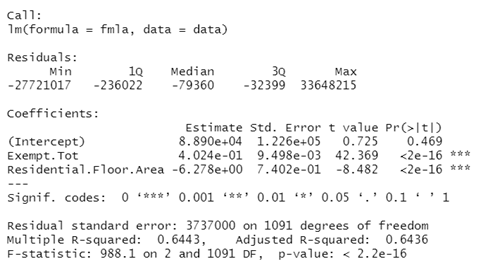 Call:
lm(formula = fmla, data = data)
Residuals:
Min 1Q Median 3Q Max
-27721017 -236022 -79360 -32399 33648215
Coefficients:
Estimate Std. Error t value Pr(>|t|)
(Intercept) 8.890e+04 1.226e+05 0.725 0.469
Exempt.Tot 4.024e-01 9.498e-03 42.369 <2e-16 ***
Residential.Floor.Area -6.278e+00 7.402e-01 -8.482 <2e-16 ***
---
Signif. codes: 0 ‘***’ 0.001 ‘**’ 0.01 ‘*’ 0.05 ‘.’ 0.1 ‘ ’ 1
Residual standard error: 3737000 on 1091 degrees of freedom
Multiple R-squared: 0.6443, Adjusted R-squared: 0.6436
F-statistic: 988.1 on 2 and 1091 DF, p-value: < 2.2e-16